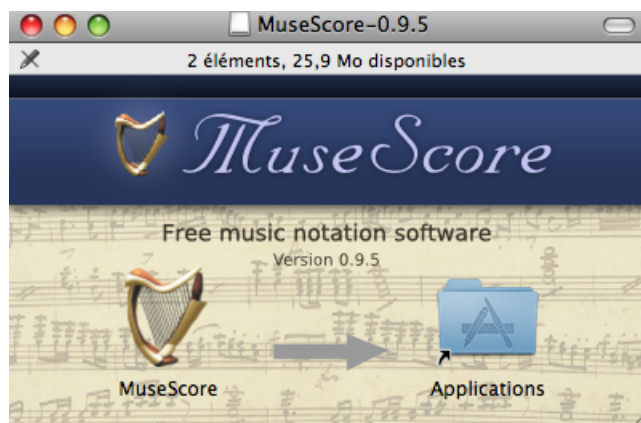 MuseScore-0.9.5
2 éléments, 25,9 Mo disponibles
MuseScore
Free music notation software
Version 0.9.5
MuseScore
Applications